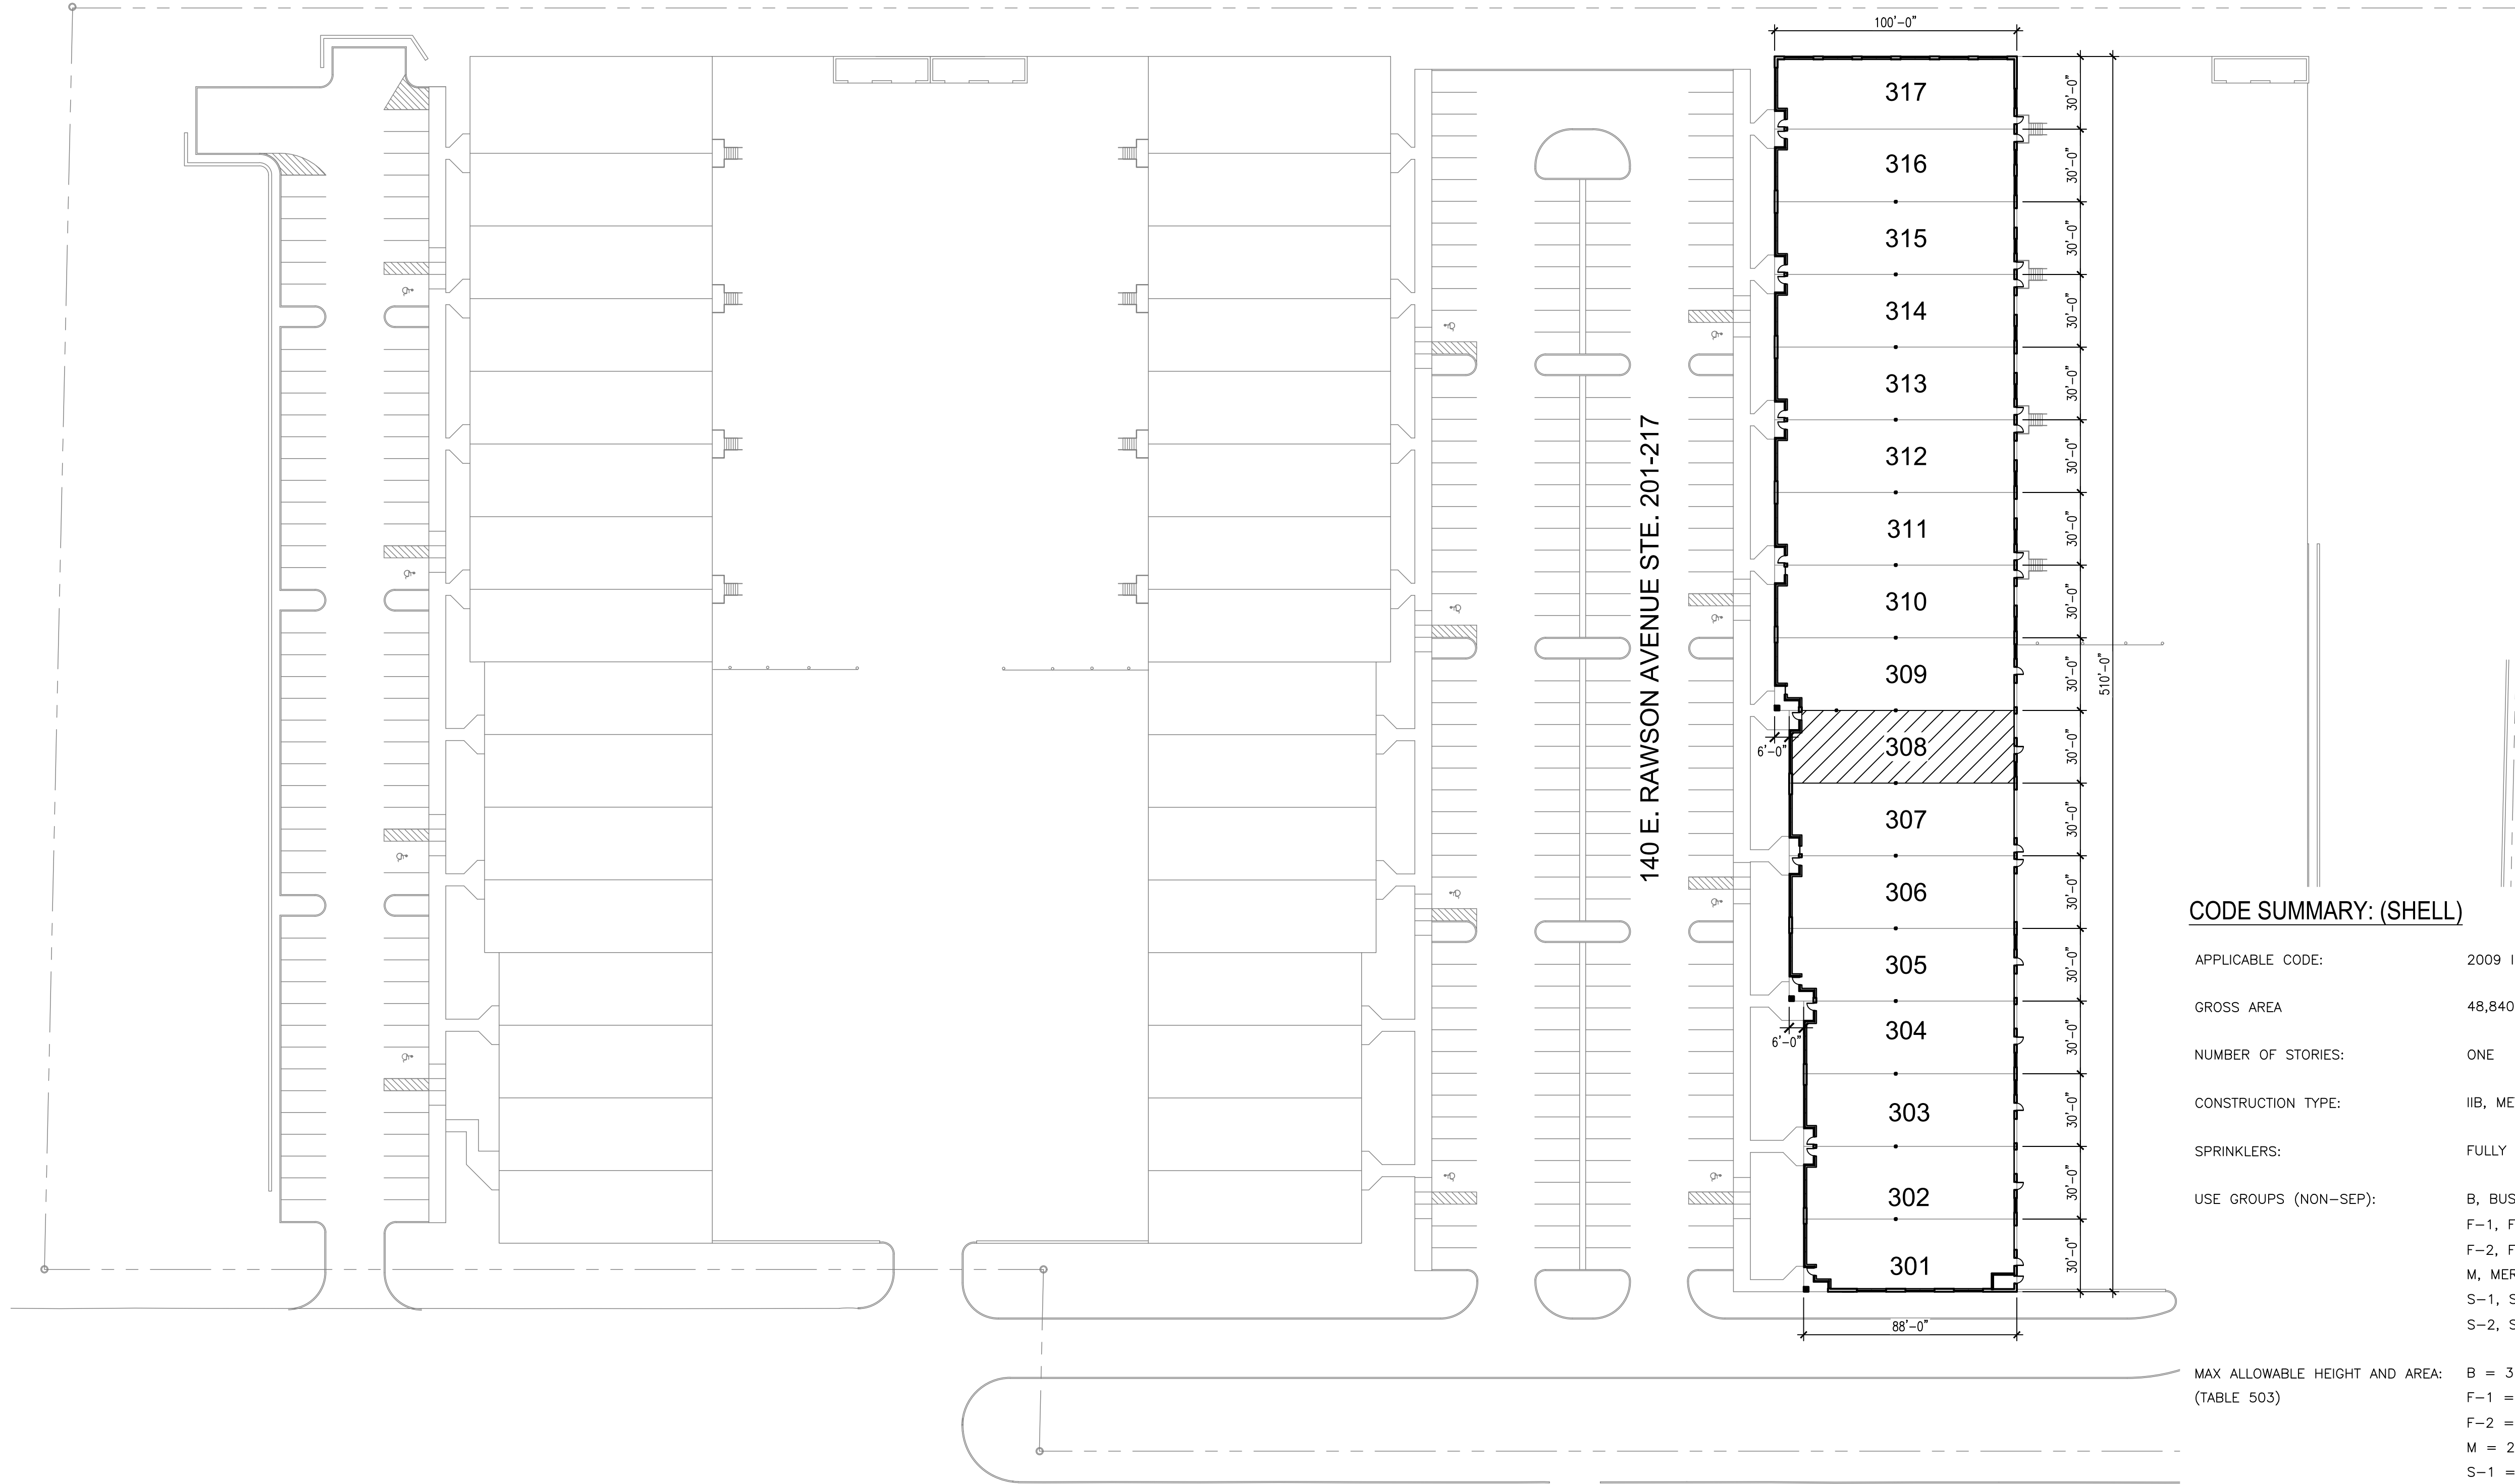 100'-0"
317
30'-0"
316
30'-0"
315
30'-0"
314
30'-0"
313
30'-0"
312
30'-0"
311
30'-0"
310
30'-0"
309
30'-0"
510'-0"
140 E. RAWSON AVENUE STE. 201-217
6'-0"
308
30'-0"
307
30'-0"
306
30'-0"
305
30'-0"
6'-0"
304
30'-0"
303
30'-0"
302
30'-0"
301
30'-0"
88'-0"
CODE SUMMARY: (SHELL)
APPLICABLE CODE: 2009 I
GROSS AREA 48,840
NUMBER OF STORIES: ONE
CONSTRUCTION TYPE: IIB, ME
SPRINKLERS: FULLY
USE GROUPS (NON-SEP): B, BUS
F-1, F
F-2, F
M, MER
S-1, S
S-2, S
MAX ALLOWABLE HEIGHT AND AREA: B = 3
(TABLE 503) F-1 =
F-2 =
M = 2
S-1 =